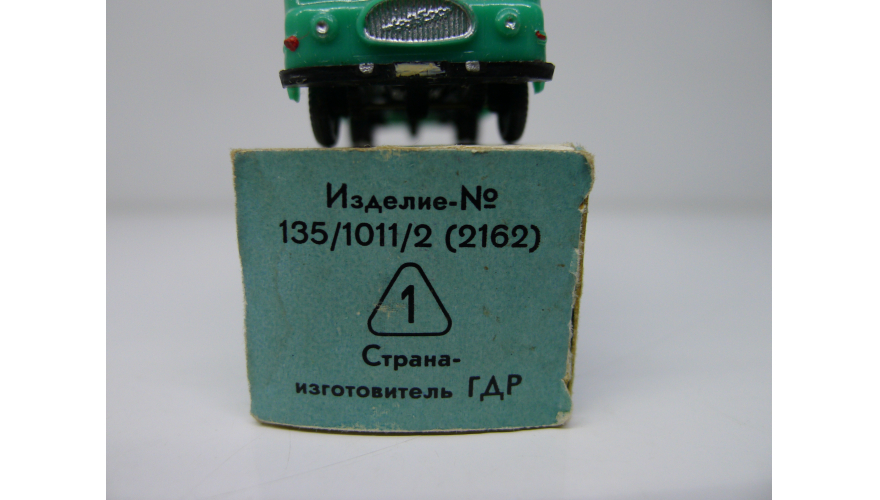 Изделие-№
135/1011/2 (2162)
1
Страна-
изготовитель ГДР